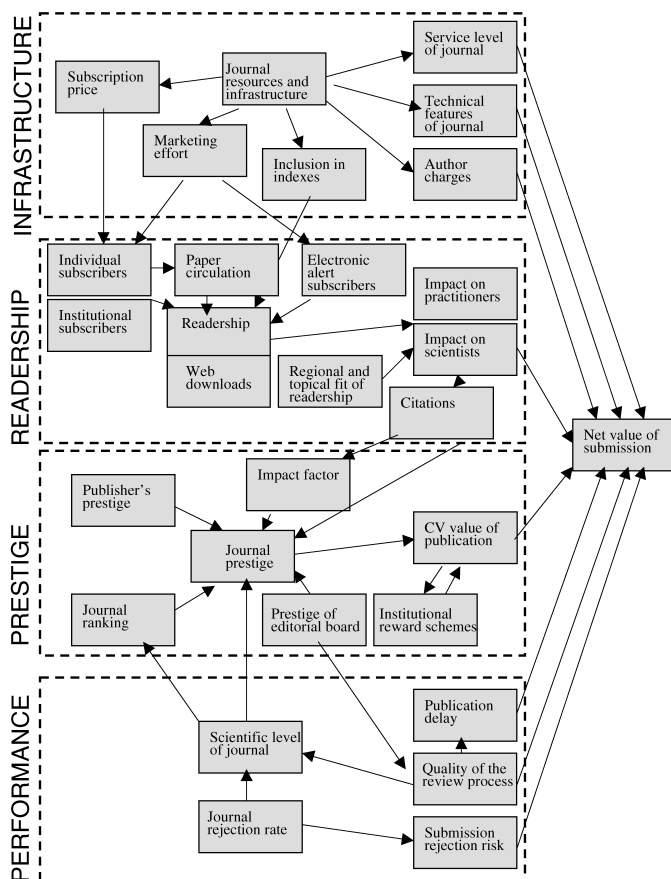 INFRASTRUCTURE
Service level
of journal
Journal
resources and
infrastructure
Subscription
price
Technical
features
of journal
Marketing
effort
Inclusion in
indexes
Author
charges
READERSHIP
Individual
subscribers
Paper
circulation
Electronic
alert
subscribers
Impact on
practitioners
Institutional
subscribers
Readership
Impact on
scientists
Web
downloads
Regional and
topical fit of
readership
Citations
Net value of
submission
PRESTIGE
Impact factor
Publisher's
prestige
CV value of
publication
Journal
prestige
Journal
ranking
Prestige of
editorial board
Institutional
reward schemes
PERFORMANCE
Publication
delay
Scientific level
of journal
Quality of the
review process
Journal
rejection rate
Submission
rejection risk